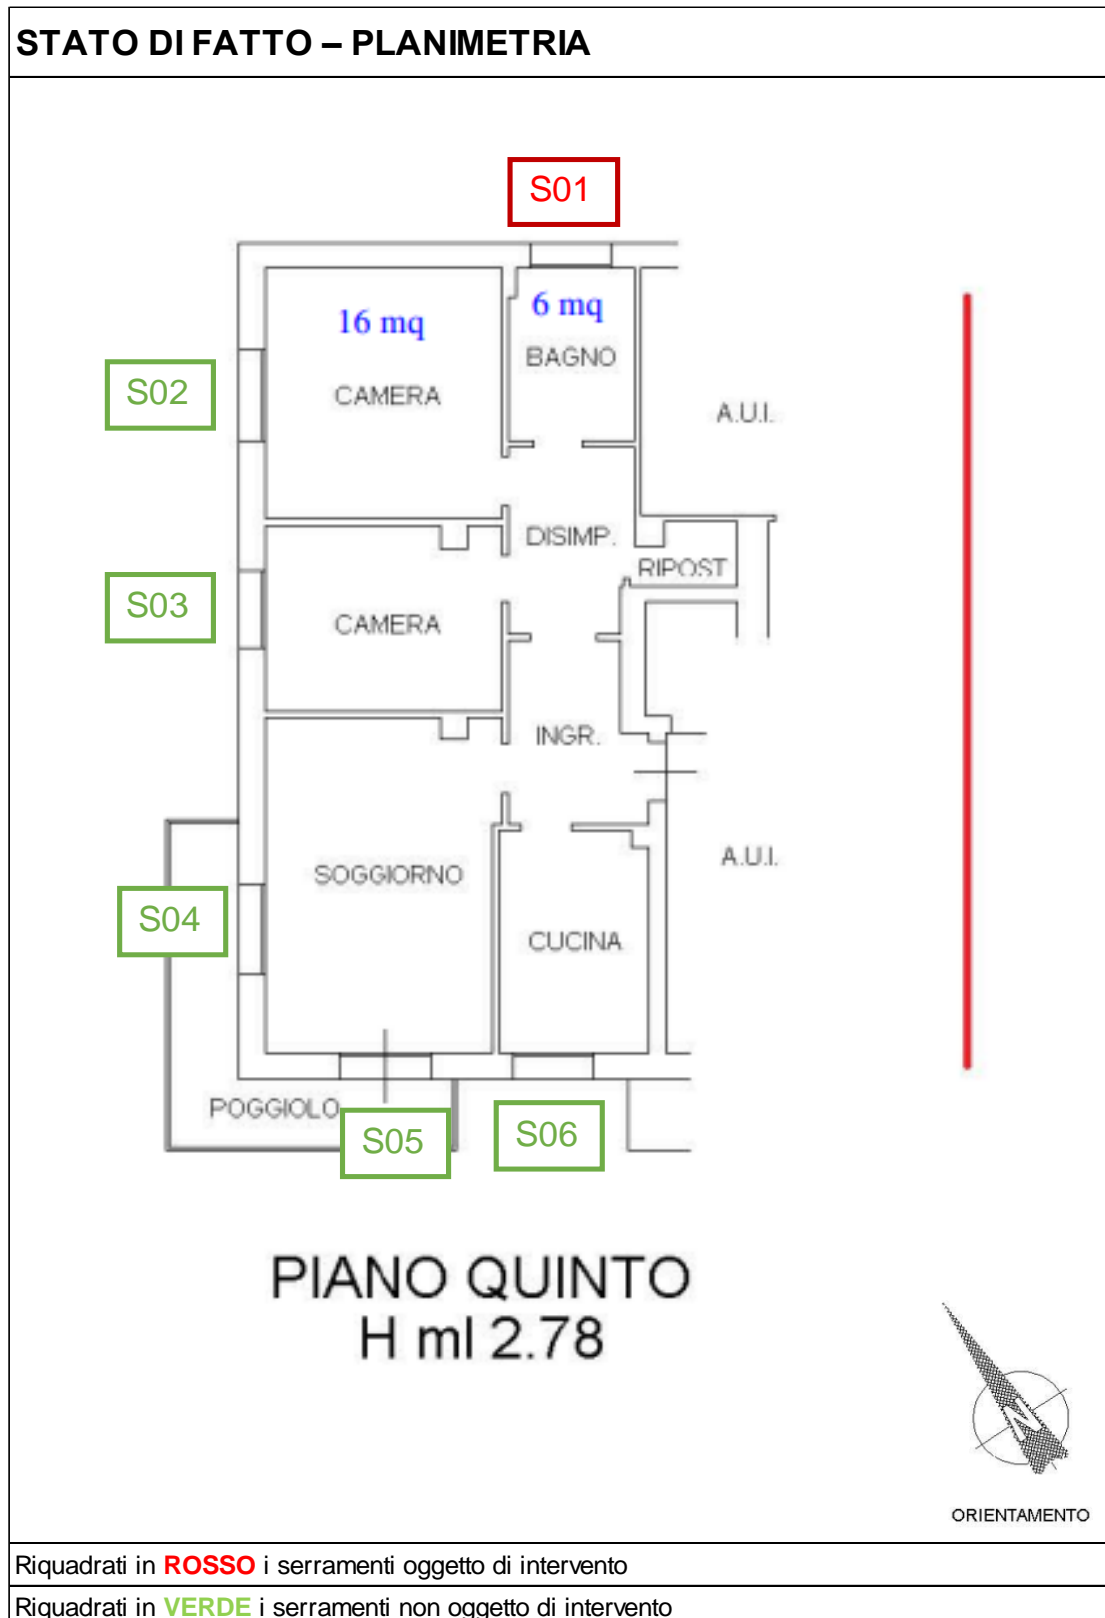 STATO DI FATTO – PLANIMETRIA
S01
16 mq
6 mq
BAGNO
S02
CAMERA
A.U.I.
DISIMP.
RIPOST
S03
CAMERA
INGR.
SOGGIORNO
A.U.I.
S04
CUCINA
POGGIOLO
S05
S06
PIANO QUINTO
H ml 2.78
N
ORIENTAMENTO
Riquadrati in ROSSO i serramenti oggetto di intervento
Riquadrati in VERDE i serramenti non oggetto di intervento